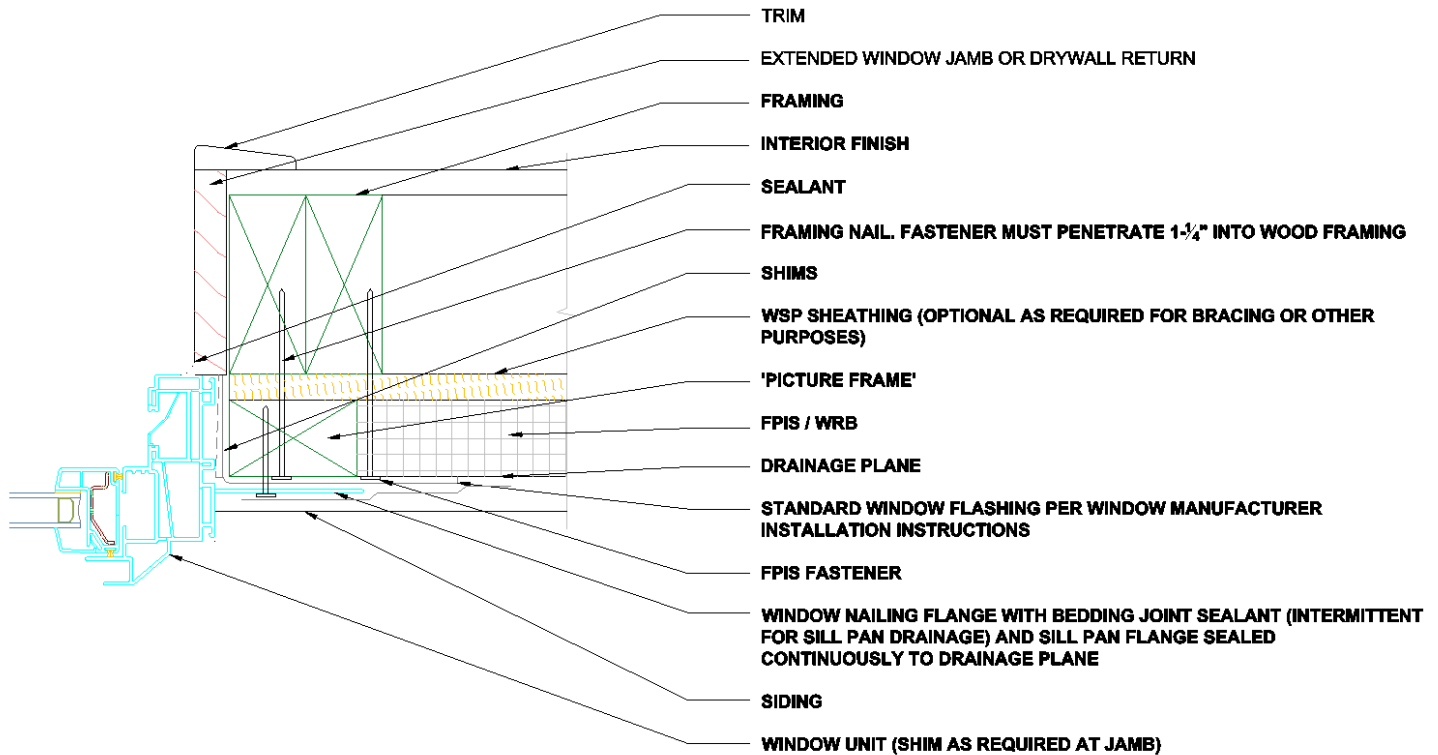 TRIM
EXTENDED WINDOW JAMB OR DRYWALL RETURN
FRAMING
INTERIOR FINISH
SEALANT
FRAMING NAIL. FASTENER MUST PENETRATE 1-¼" INTO WOOD FRAMING
SHIMS
WSP SHEATHING (OPTIONAL AS REQUIRED FOR BRACING OR OTHER
PURPOSES)
'PICTURE FRAME'
FPIS / WRB
DRAINAGE PLANE
STANDARD WINDOW FLASHING PER WINDOW MANUFACTURER
INSTALLATION INSTRUCTIONS
FPIS FASTENER
WINDOW NAILING FLANGE WITH BEDDING JOINT SEALANT (INTERMITTENT
FOR SILL PAN DRAINAGE) AND SILL PAN FLANGE SEALED
CONTINUOUSLY TO DRAINAGE PLANE
SIDING
WINDOW UNIT (SHIM AS REQUIRED AT JAMB)